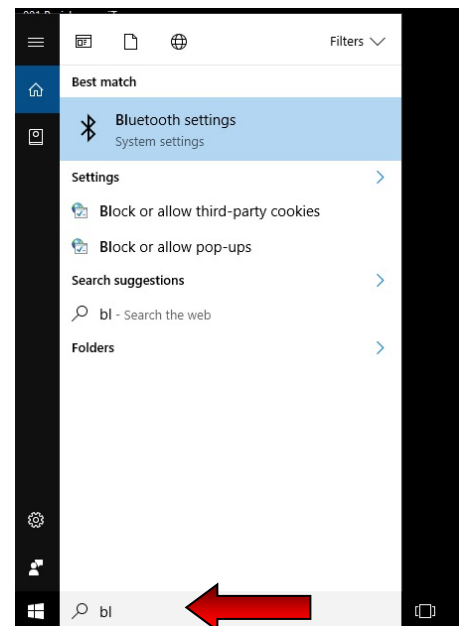 Filters
Best match
Bluetooth settings
System settings
Settings
Block or allow third-party cookies
Block or allow pop-ups
Search suggestions
bl - Search the web
Folders
bl